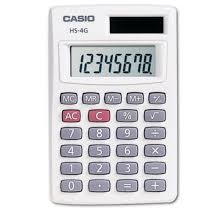 CASIO
HS-4G
12345678.
MC MR M− M+ ÷
AC C % √
7 8 9 ×
4 5 6 −
1 2 3 +
0 . =